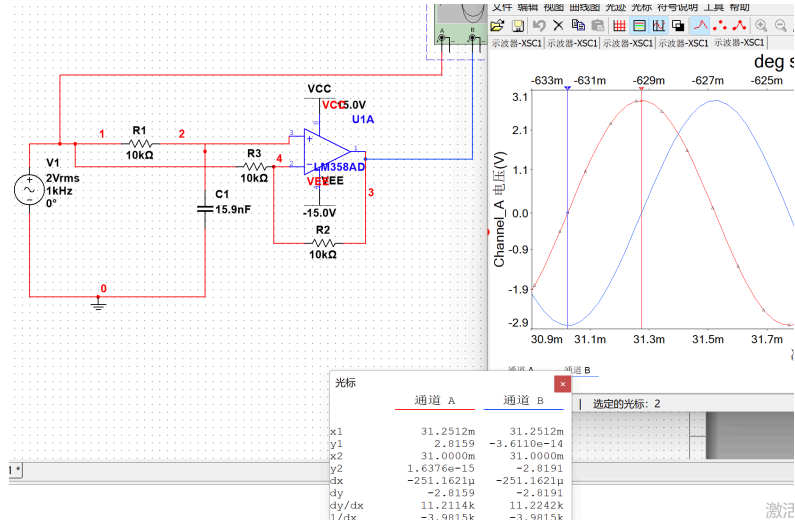 文件 编辑 视图 曲线图 光迹 光标 符号说明 工具 帮助
示波器-XSC1 示波器-XSC1 示波器-XSC1 示波器-XSC1 示波器-XSC1
A
B
deg s
-633m -631m -629m -627m -625m
3.1
2.1
1.1
0.0
-0.9
-1.9
-2.9
Channel_A 电压(V)
30.9m 31.1m 31.3m 31.5m 31.7m
通道 A 通道 B
选定的光标: 2
VCC
VCC
15.0V
U1A
1
R1
10kΩ
2
R3
10kΩ
4
3
8
2
1
LM358AD
VEE
VEE
-15.0V
3
V1
2Vrms
1kHz
0°
C1
15.9nF
R2
10kΩ
0
1 *
光标
×
通道 A 通道 B
x1 31.2512m 31.2512m
y1 2.8159 -3.6110e-14
x2 31.0000m 31.0000m
y2 1.6376e-15 -2.8191
dx -251.1621μ -251.1621μ
dy -2.8159 -2.8191
dy/dx 11.2114k 11.2242k
1/dx -3.9815k -3.9815k
激活